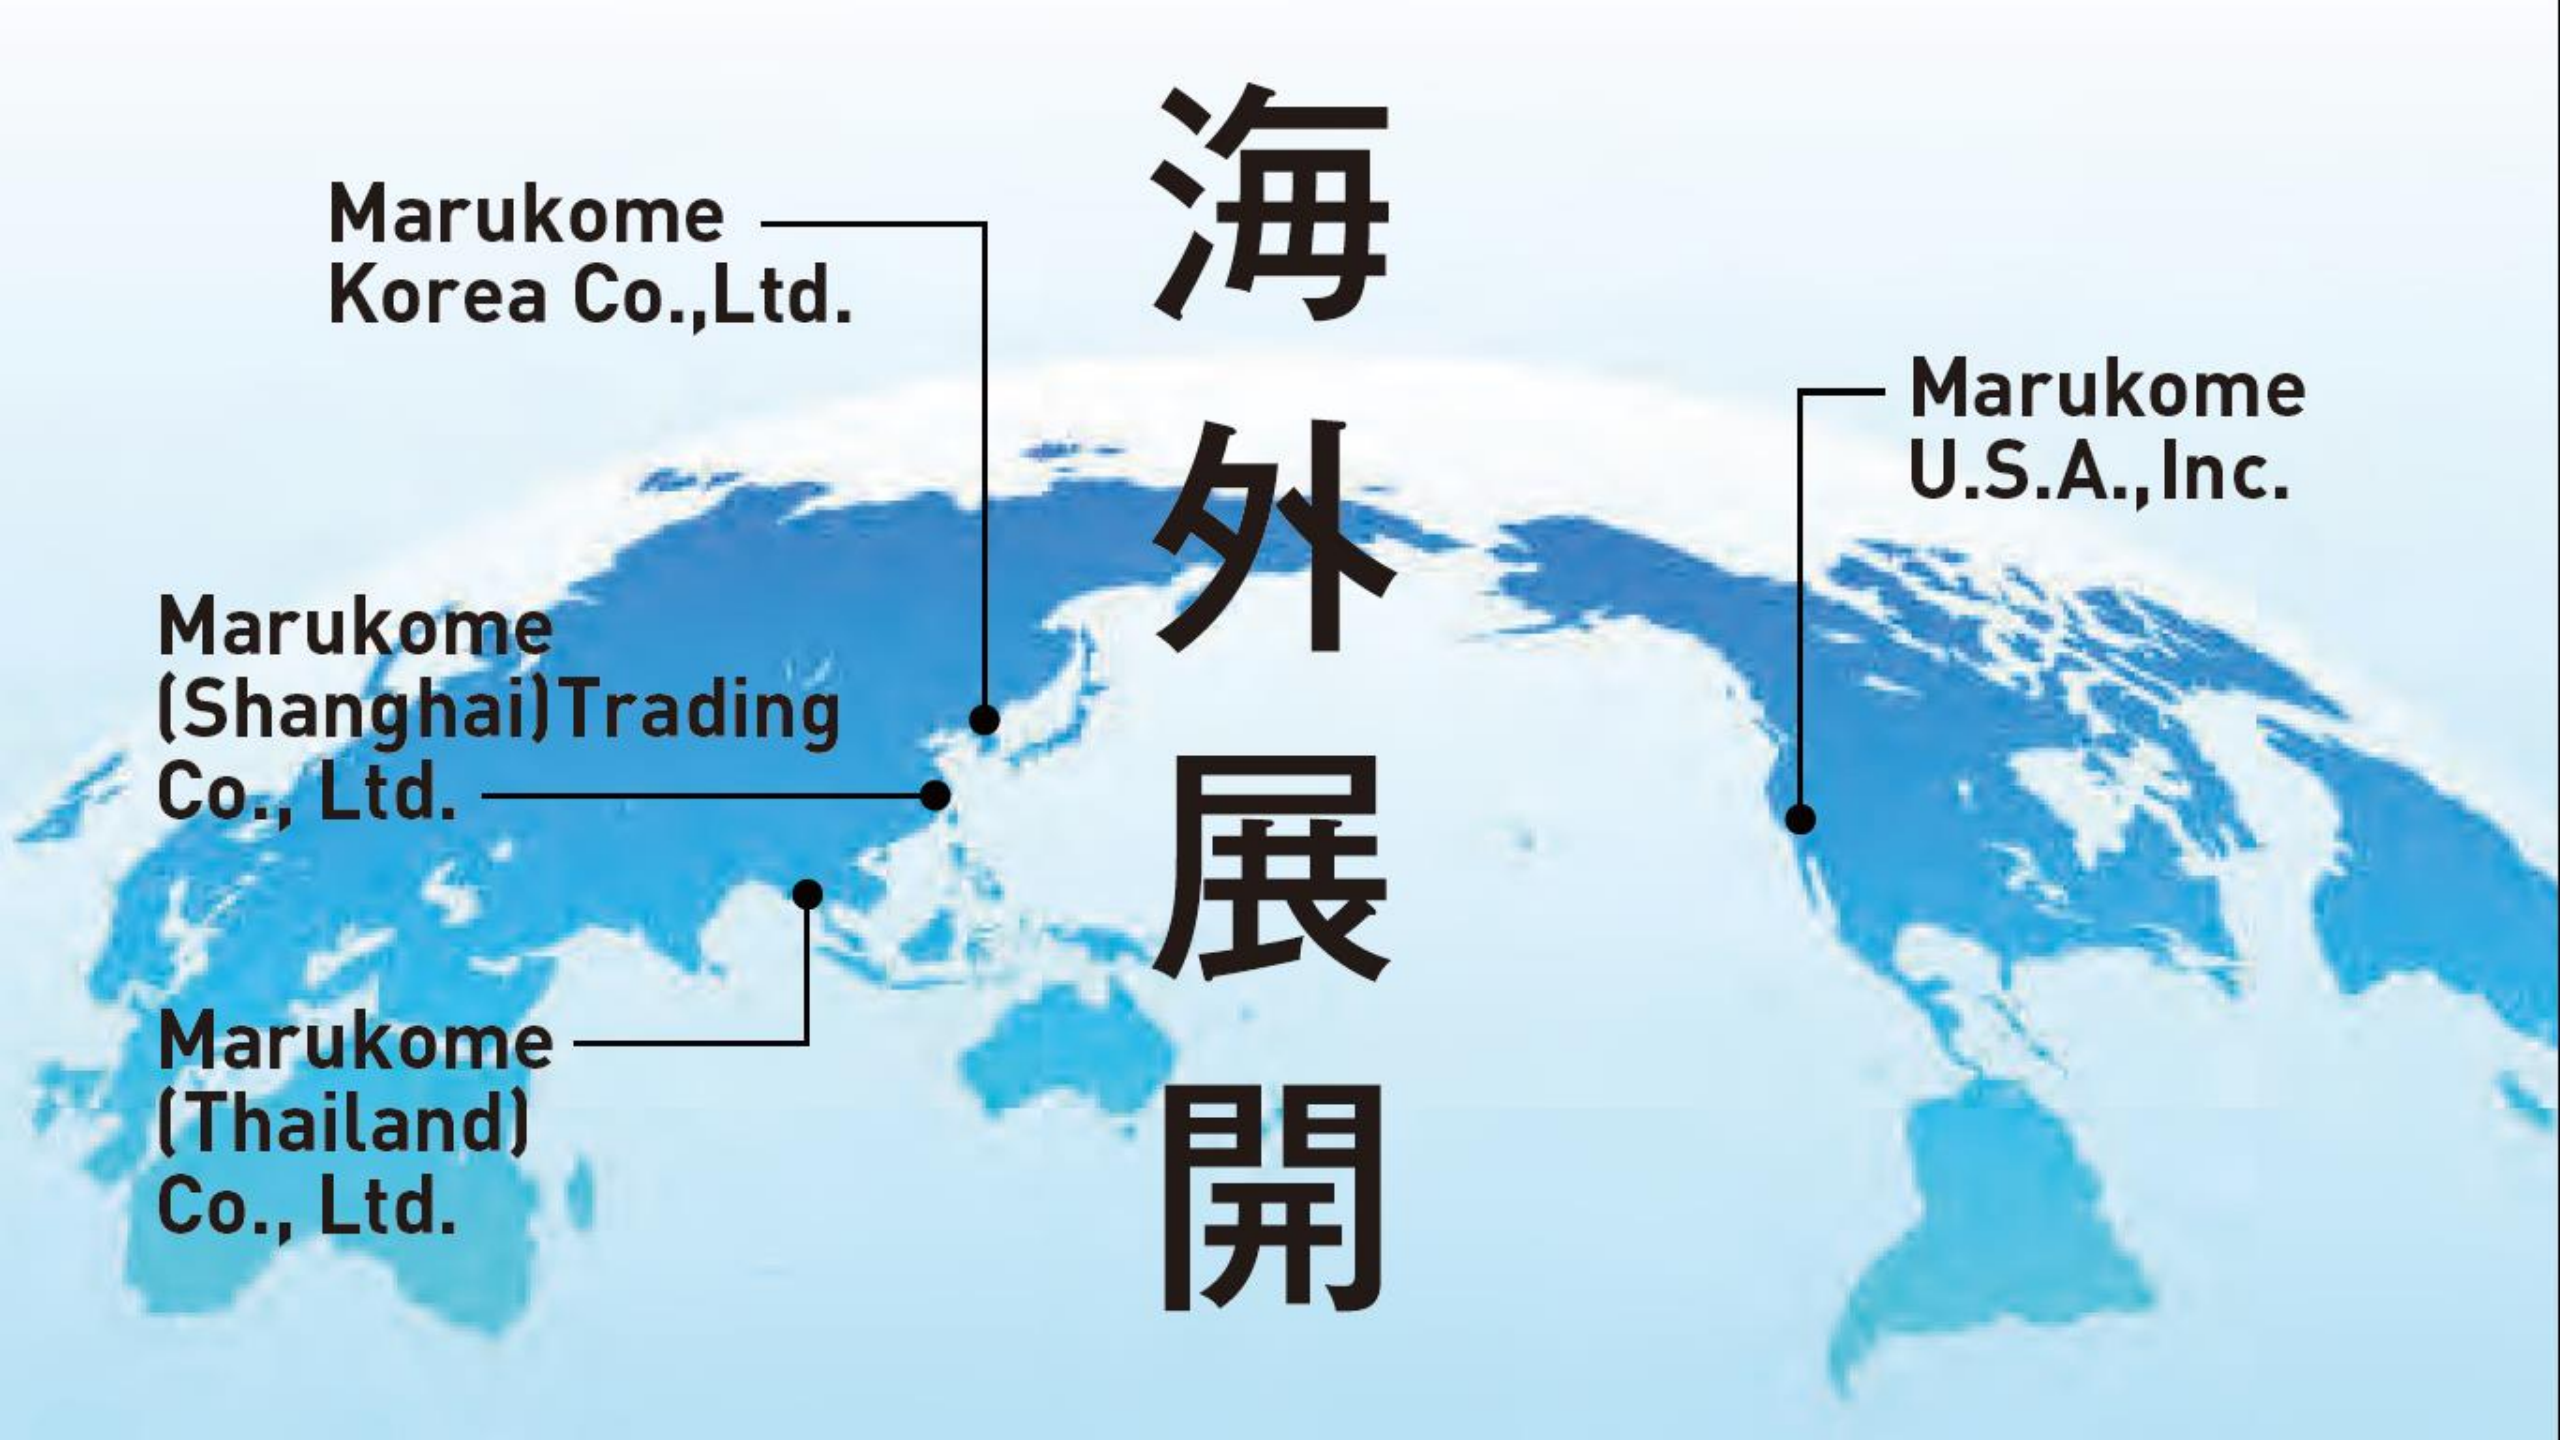 海外展開
Marukome
Korea Co.,Ltd.
Marukome
U.S.A.,Inc.
Marukome
(Shanghai)Trading
Co., Ltd.
Marukome
(Thailand)
Co., Ltd.